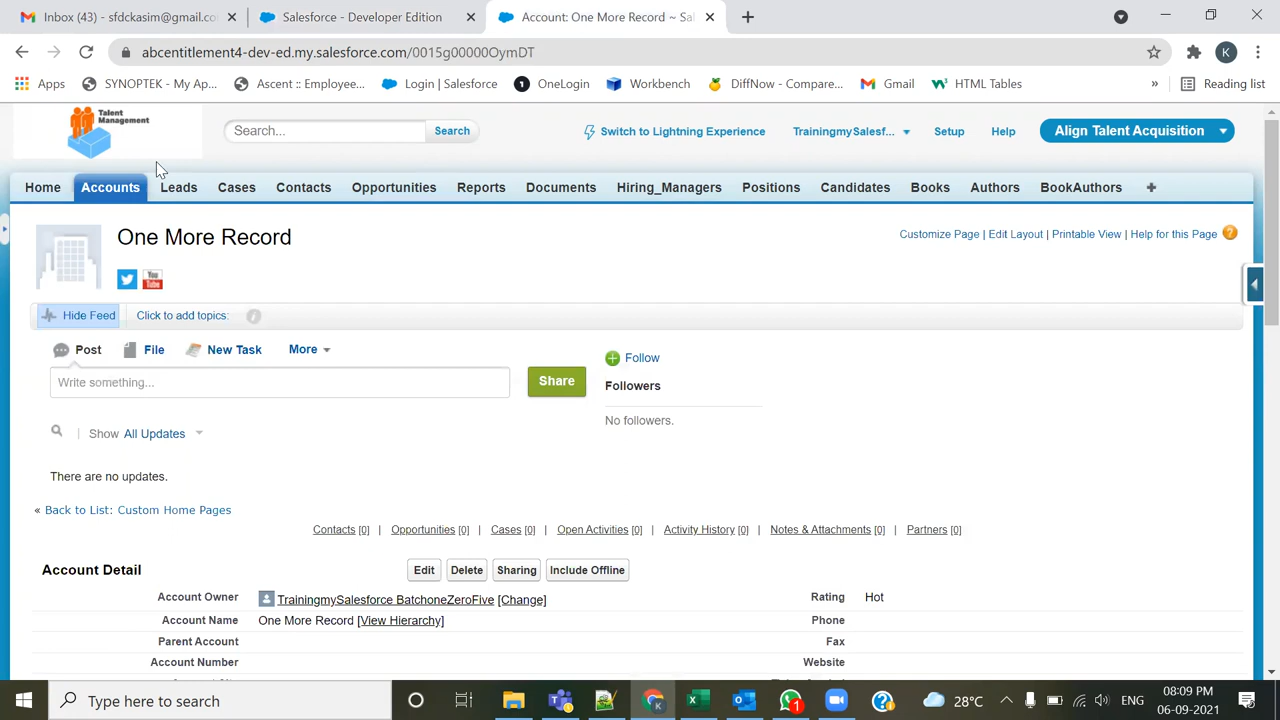 Inbox (43) - sfdckasim@gmail.co
Salesforce - Developer Edition
Account: One More Record ~ Sa
abcentitlement4-dev-ed.my.salesforce.com/0015g00000OymDT
K
Apps
SYNOPTEK - My Ap...
Ascent :: Employee...
Login | Salesforce
OneLogin
Workbench
DiffNow - Compare...
Gmail
HTML Tables
»
Reading list
Talent
Management
Search...
Search
Switch to Lightning Experience
TrainingmySalesf...
Setup
Help
Align Talent Acquisition
Home
Accounts
Leads
Cases
Contacts
Opportunities
Reports
Documents
Hiring_Managers
Positions
Candidates
Books
Authors
BookAuthors
One More Record
Customize Page | Edit Layout | Printable View | Help for this Page
You
Tube
Hide Feed
Click to add topics:
Post
File
New Task
More
Follow
Write something...
Share
Followers
No followers.
Show All Updates
There are no updates.
« Back to List: Custom Home Pages
Contacts [0] | Opportunities [0] | Cases [0] | Open Activities [0] | Activity History [0] | Notes & Attachments [0] | Partners [0]
Account Detail
Edit
Delete
Sharing
Include Offline
Account Owner TrainingmySalesforce BatchoneZeroFive [Change]
Rating Hot
Account Name One More Record [View Hierarchy]
Phone
Parent Account
Fax
Account Number
Website
Type here to search
1
28°C
ENG
08:09 PM
06-09-2021